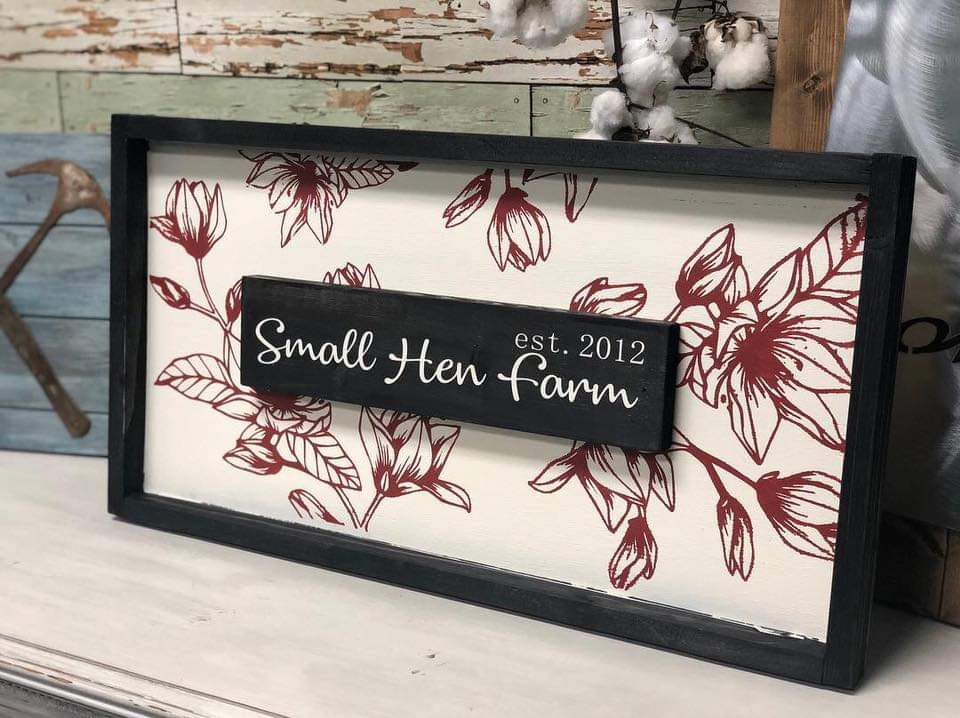 est. 2012
Small Hen Farm